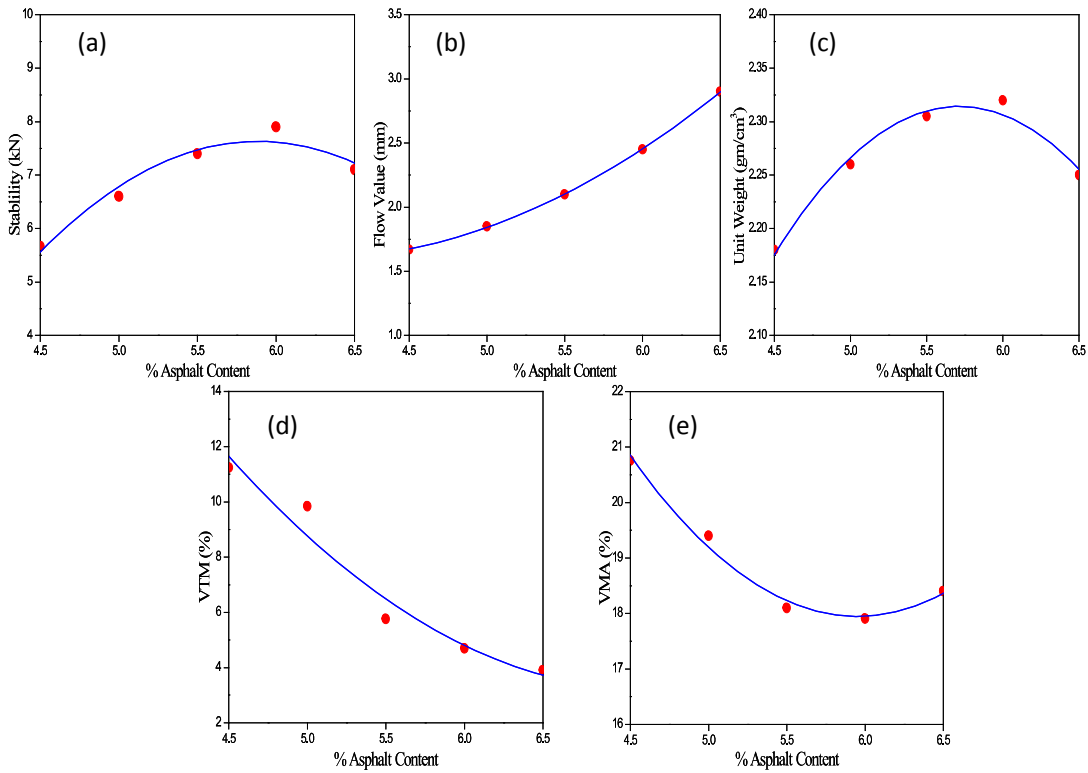 (a)
10
9
8
7
6
5
4
4.5 5.0 5.5 6.0 6.5
Stablility (kN)
% Asphalt Content
(b)
3.5
3.0
2.5
2.0
1.5
1.0
4.5 5.0 5.5 6.0 6.5
Flow Value (mm)
% Asphalt Content
(c)
2.40
2.35
2.30
2.25
2.20
2.15
2.10
4.5 5.0 5.5 6.0 6.5
Unit Weight (gm/cm³)
% Asphalt Content
(d)
14
12
10
8
6
4
2
4.5 5.0 5.5 6.0 6.5
VTM (%)
% Asphalt Content
(e)
22
21
20
19
18
17
16
4.5 5.0 5.5 6.0 6.5
VMA (%)
% Asphalt Content